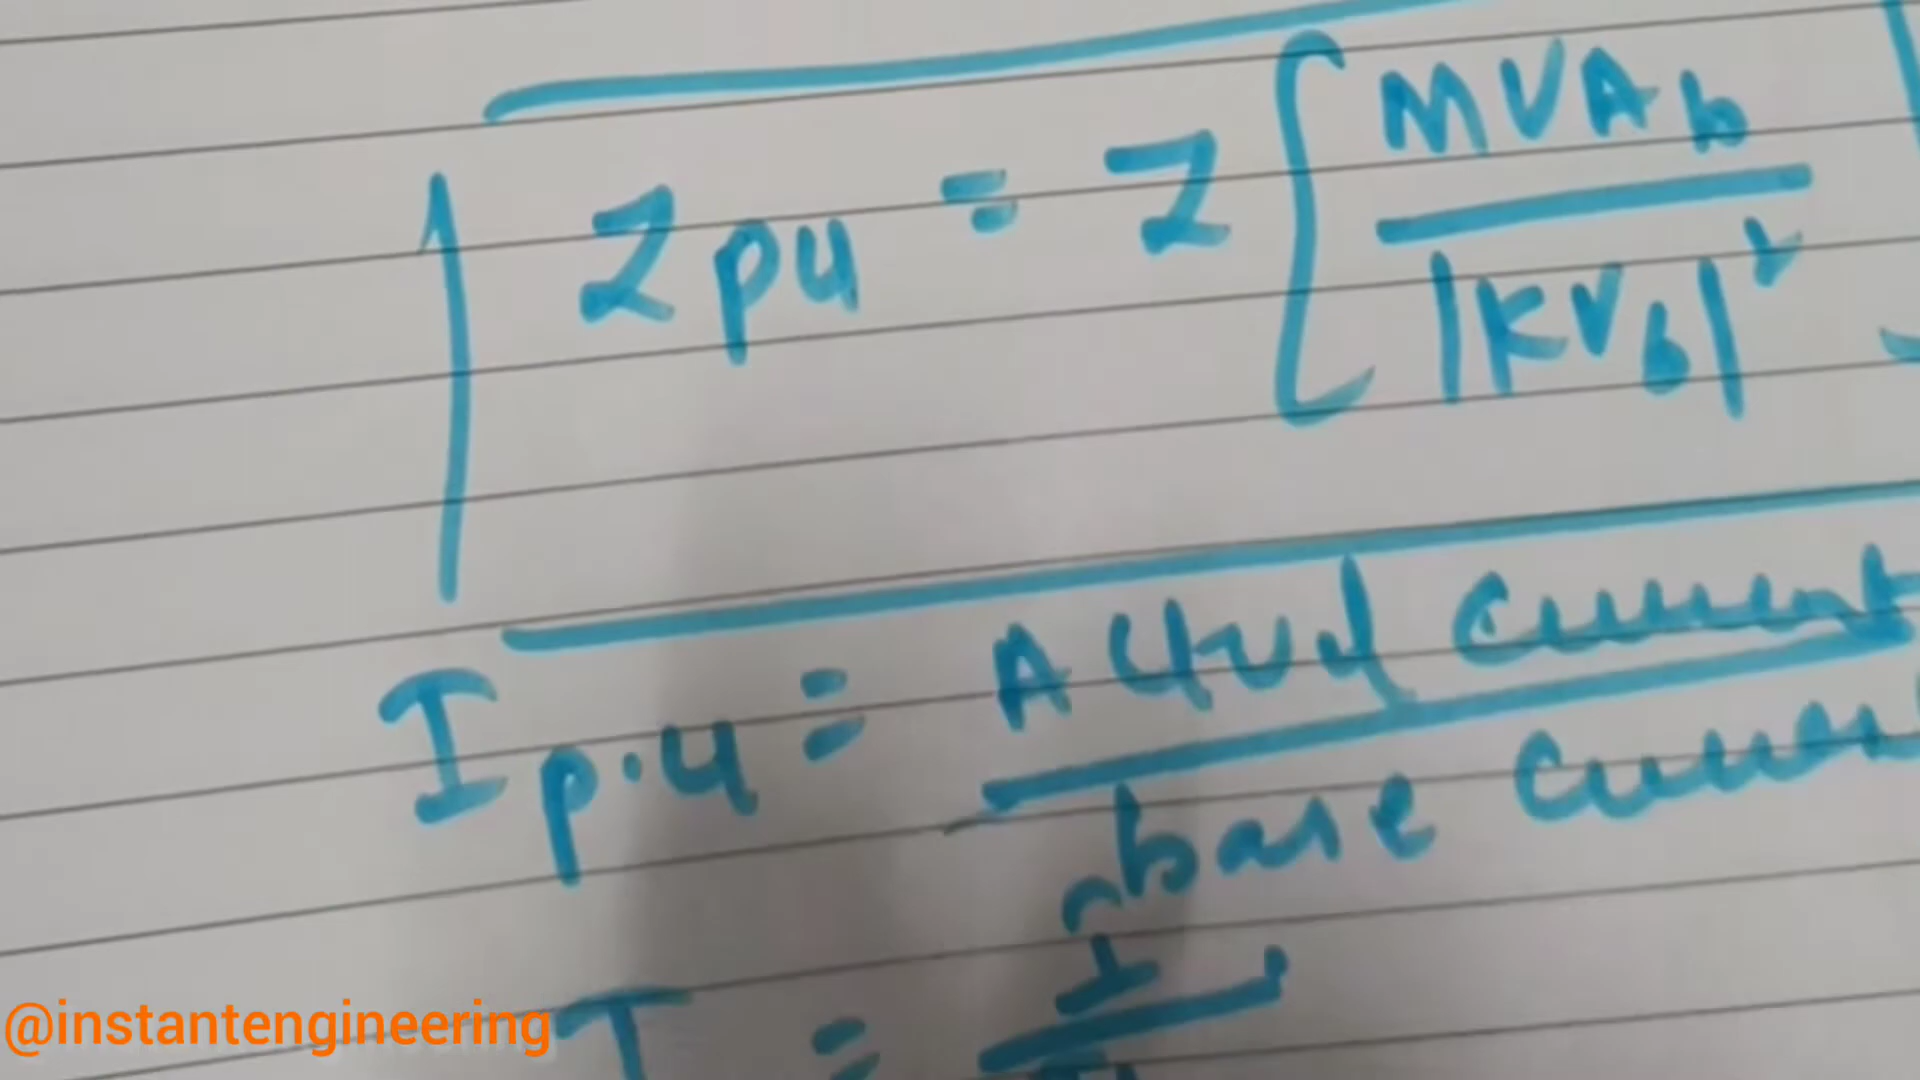 Zpu = Z [ MVAb / |KVb|² ]
Ip.u = Actual current / base current
I = I /
@instantengineering